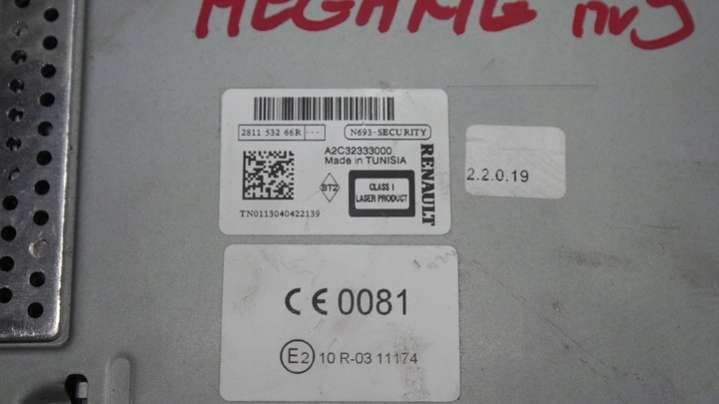 MEGANE nv9
2811 532 66R ---
N693-SECURITY
A2C32333000
Made in TUNISIA
BT2
CLASS 1
LASER PRODUCT
RENAULT
TN0113040422139
2.2.0.19
CE 0081
E2 10 R-03 11174